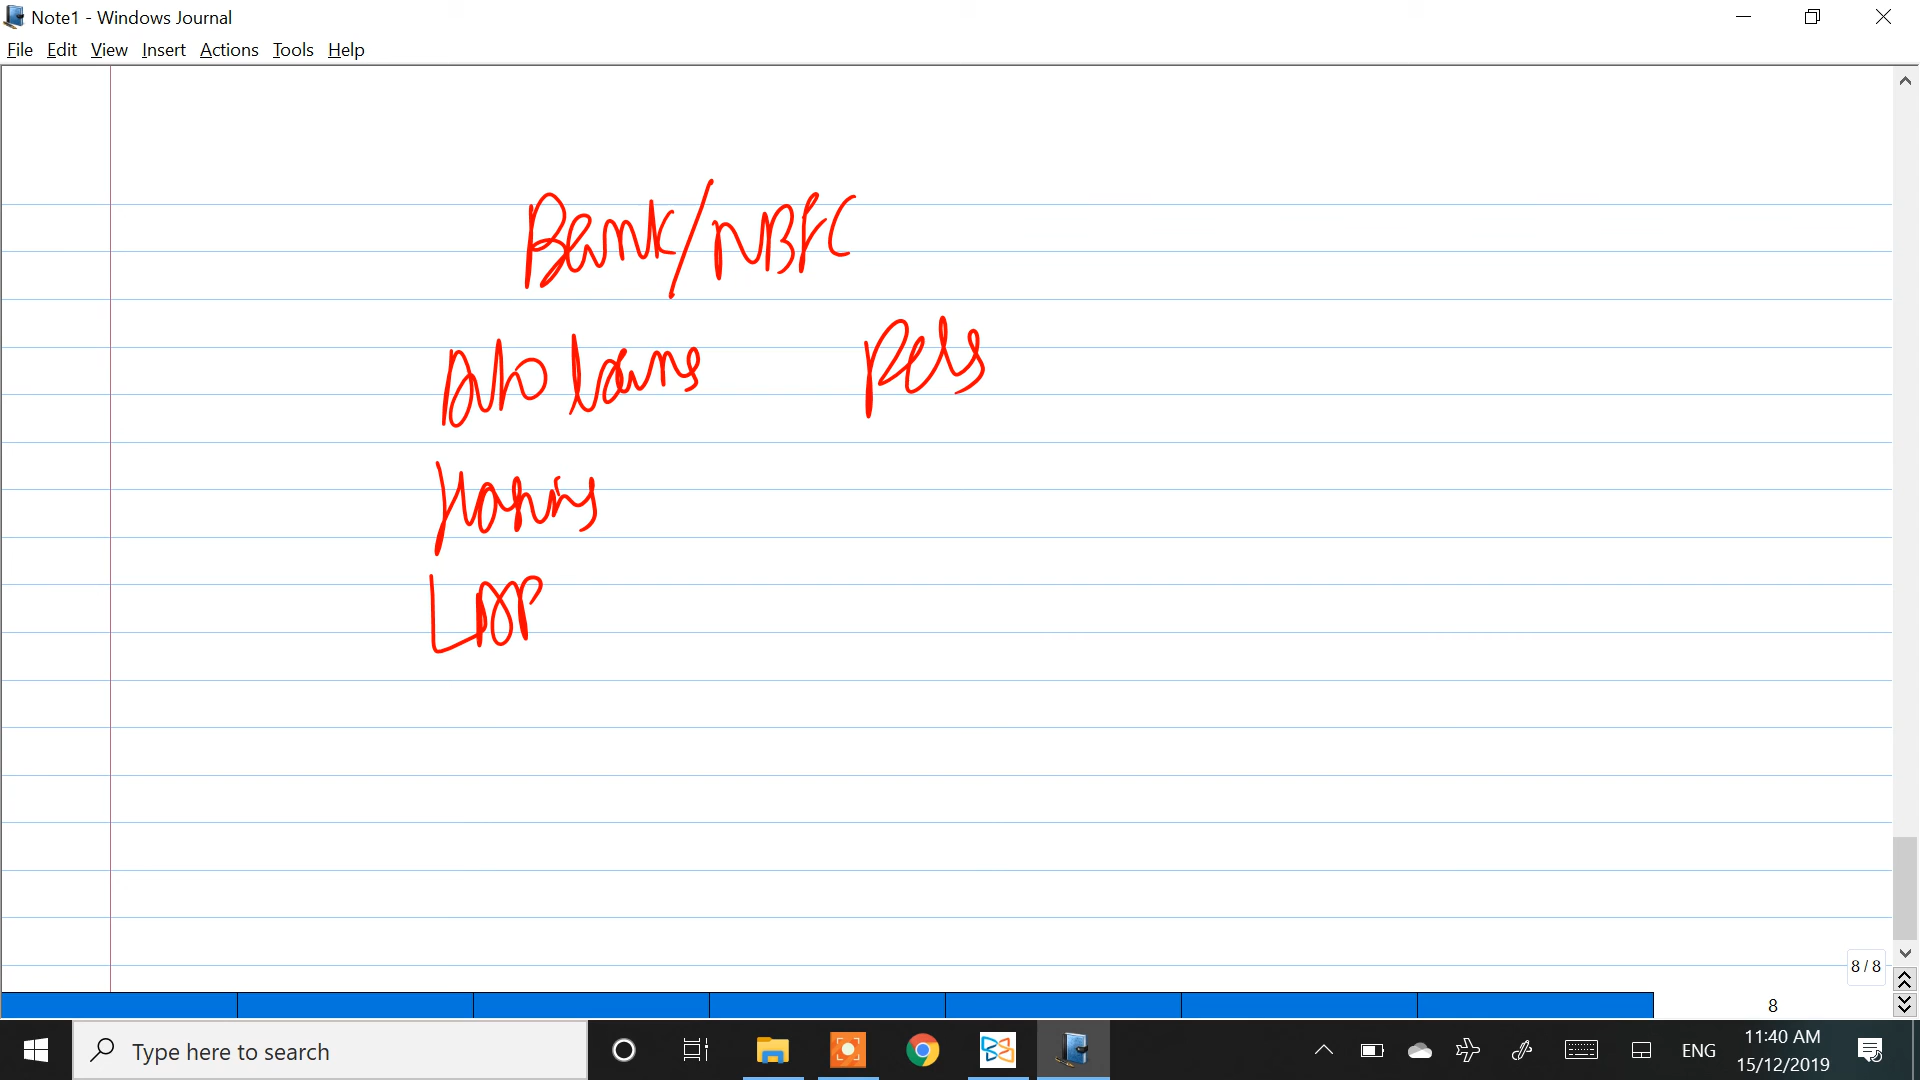 Note1 - Windows Journal
File Edit View Insert Actions Tools Help
Bank/NBFC
Auto loans
Housing
LAP
8 / 8
8
Type here to search
ENG
11:40 AM
15/12/2019